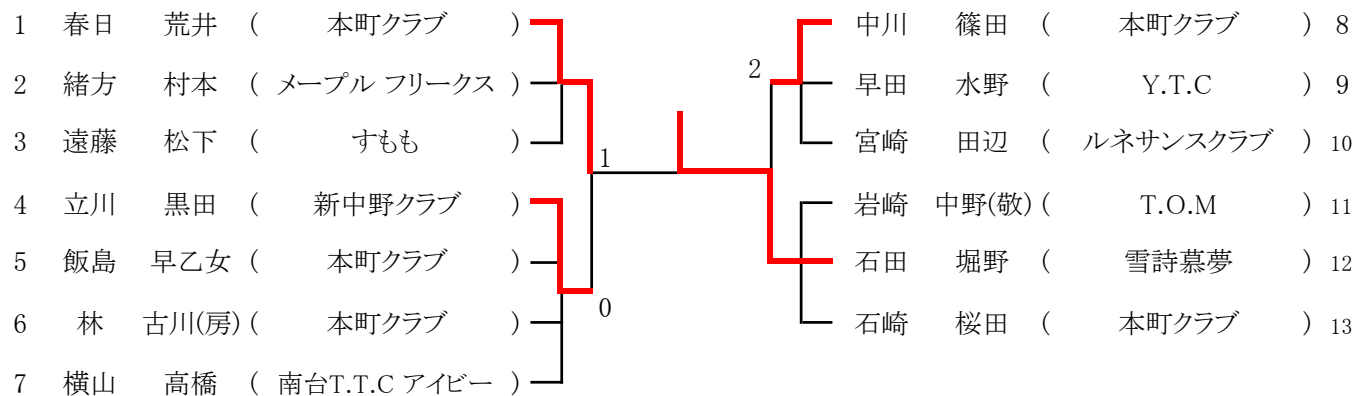 1 春日 荒井 ( 本町クラブ )
2 緒方 村本 ( メープル フリークス )
3 遠藤 松下 ( すもも )
4 立川 黒田 ( 新中野クラブ )
5 飯島 早乙女 ( 本町クラブ )
6 林 古川(房) ( 本町クラブ )
7 横山 高橋 ( 南台T.T.C アイビー )
1
0
2
中川 篠田 ( 本町クラブ ) 8
早田 水野 ( Y.T.C ) 9
宮崎 田辺 ( ルネサンスクラブ ) 10
岩崎 中野(敬) ( T.O.M ) 11
石田 堀野 ( 雪詩慕夢 ) 12
石崎 桜田 ( 本町クラブ ) 13